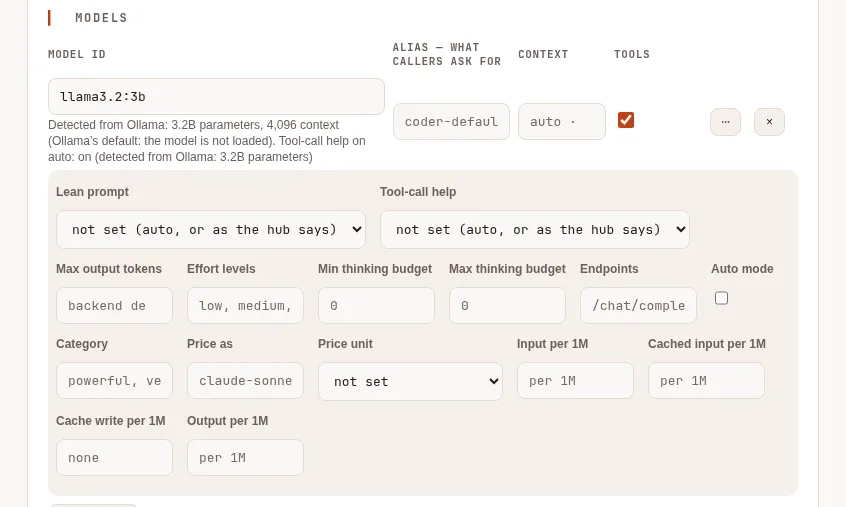 MODELS
MODEL ID
ALIAS — WHAT
CALLERS ASK FOR
CONTEXT
TOOLS
llama3.2:3b
Detected from Ollama: 3.2B parameters, 4,096 context
(Ollama's default: the model is not loaded). Tool-call help on
auto: on (detected from Ollama: 3.2B parameters)
coder-defaul
auto ·
…
×
Lean prompt
Tool-call help
not set (auto, or as the hub says)
not set (auto, or as the hub says)
Max output tokens
Effort levels
Min thinking budget
Max thinking budget
Endpoints
Auto mode
backend de
low, medium,
0
0
/chat/comple
Category
Price as
Price unit
Input per 1M
Cached input per 1M
powerful, ve
claude-sonne
not set
per 1M
per 1M
Cache write per 1M
Output per 1M
none
per 1M